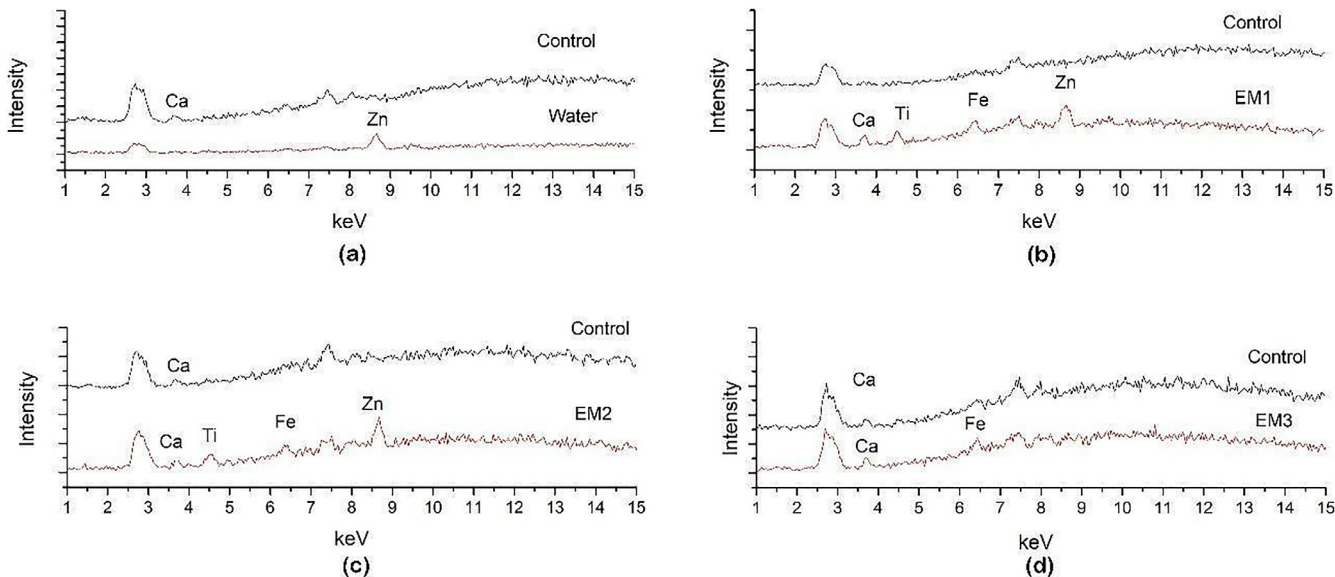 Control
Intensity
Ca
Zn
Water
1 2 3 4 5 6 7 8 9 10 11 12 13 14 15
keV
(a)
Control
Intensity
Zn
EM1
Ca Ti Fe
1 2 3 4 5 6 7 8 9 10 11 12 13 14 15
keV
(b)
Control
Intensity
Ca
Zn
EM2
Ca Ti Fe
1 2 3 4 5 6 7 8 9 10 11 12 13 14 15
keV
(c)
Control
Intensity
Ca
Fe
EM3
Ca
1 2 3 4 5 6 7 8 9 10 11 12 13 14 15
keV
(d)